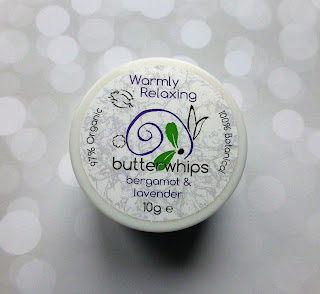 Warmly
Relaxing
97% Organic
100% Botanical
butterwhips
bergamot &
lavender
10g e